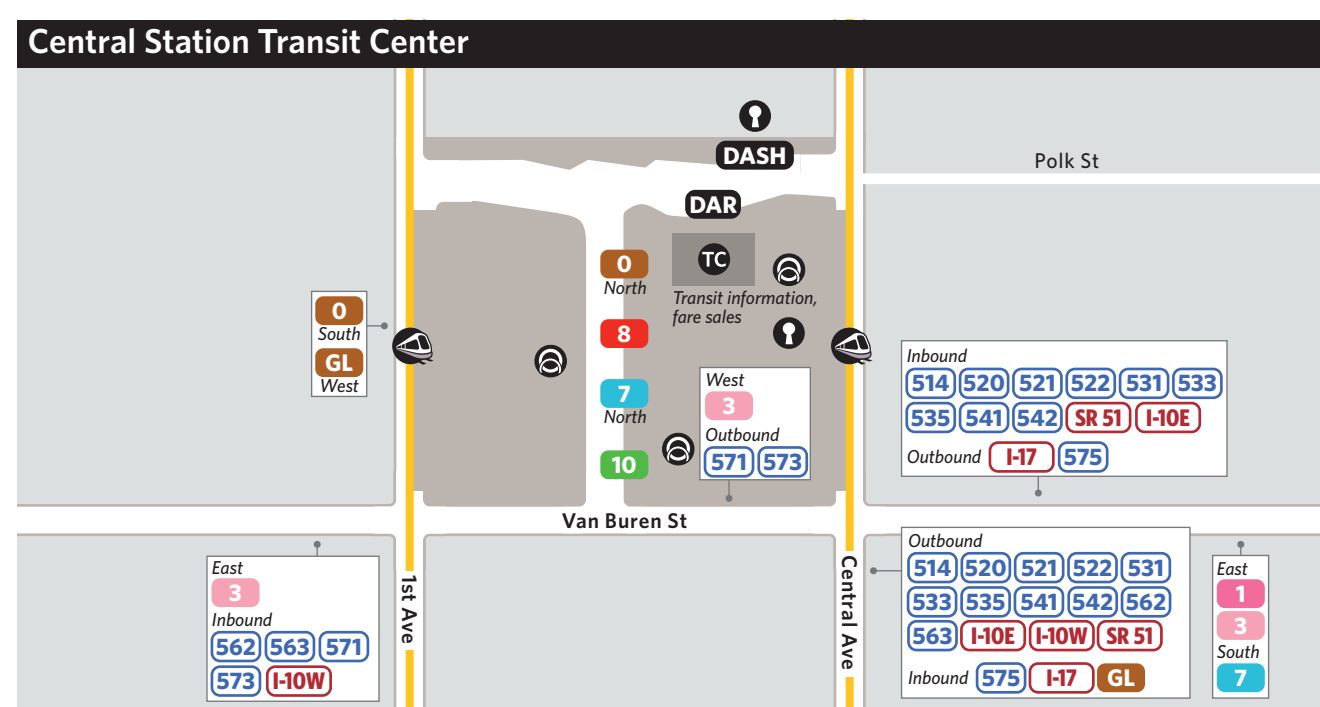 Central Station Transit Center
DASH
Polk St
DAR
0
North
TC
Transit information,
fare sales
0
South
GL
West
8
7
North
10
West
3
Outbound
571 573
Inbound
514 520 521 522 531 533
535 541 542 SR 51 I-10E
Outbound I-17 575
Van Buren St
East
3
Inbound
562 563 571
573 I-10W
1st Ave
Central Ave
Outbound
514 520 521 522 531
533 535 541 542 562
563 I-10E I-10W SR 51
Inbound 575 I-17 GL
East
1
3
South
7